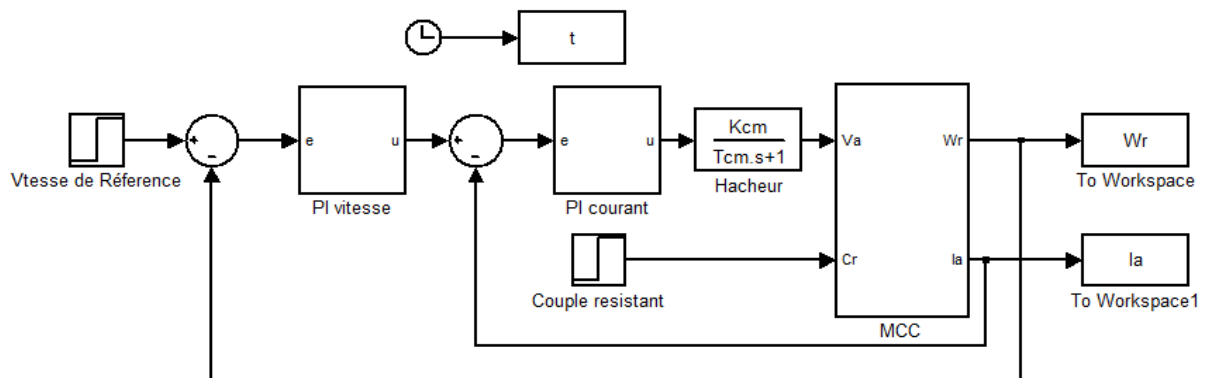 t
e
u
e
u
Kcm
Tcm.s+1
Va
Wr
Wr
Vtesse de Réference
PI vitesse
PI courant
Hacheur
To Workspace
Cr
Ia
Ia
Couple resistant
MCC
To Workspace1